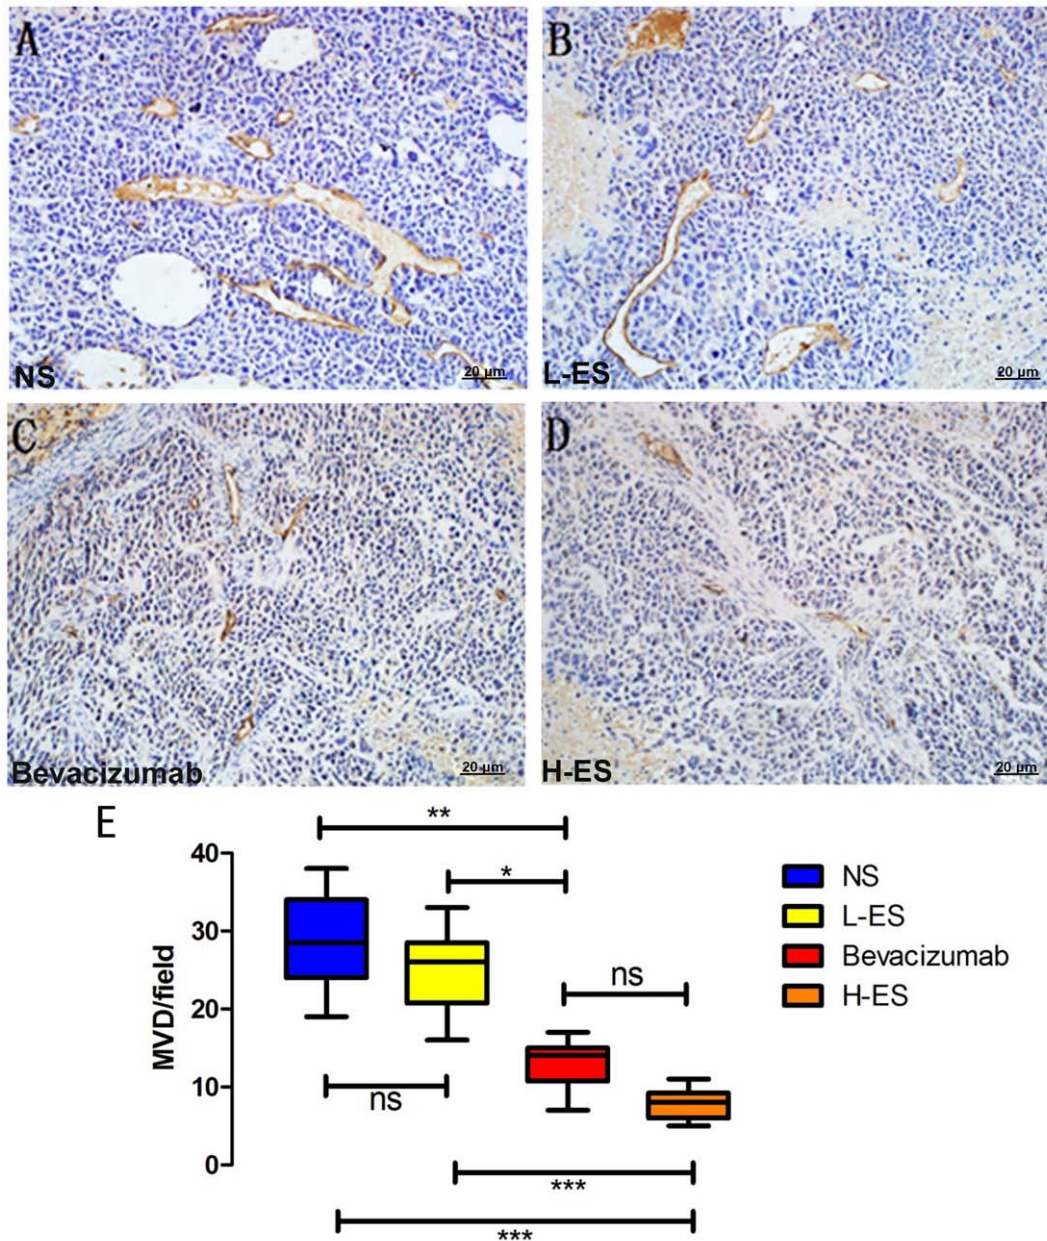 A
NS
20 μm
B
L-ES
20 μm
C
Bevacizumab
20 μm
D
H-ES
20 μm
E
**
*
ns
ns
***
***
MVD/field
40
30
20
10
0
NS
L-ES
Bevacizumab
H-ES